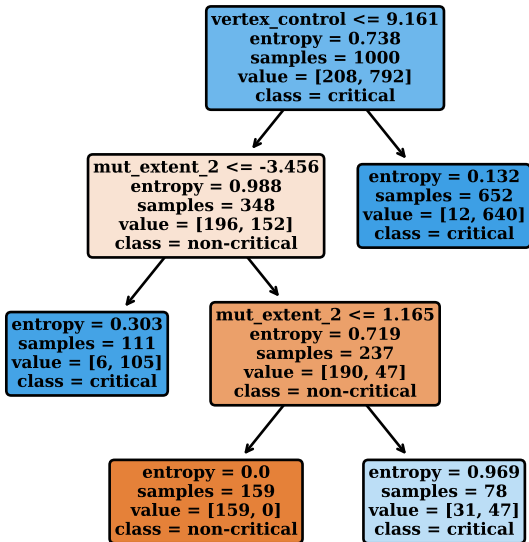 vertex_control <= 9.161
entropy = 0.738
samples = 1000
value = [208, 792]
class = critical
mut_extent_2 <= -3.456
entropy = 0.988
samples = 348
value = [196, 152]
class = non-critical
entropy = 0.132
samples = 652
value = [12, 640]
class = critical
entropy = 0.303
samples = 111
value = [6, 105]
class = critical
mut_extent_2 <= 1.165
entropy = 0.719
samples = 237
value = [190, 47]
class = non-critical
entropy = 0.0
samples = 159
value = [159, 0]
class = non-critical
entropy = 0.969
samples = 78
value = [31, 47]
class = critical